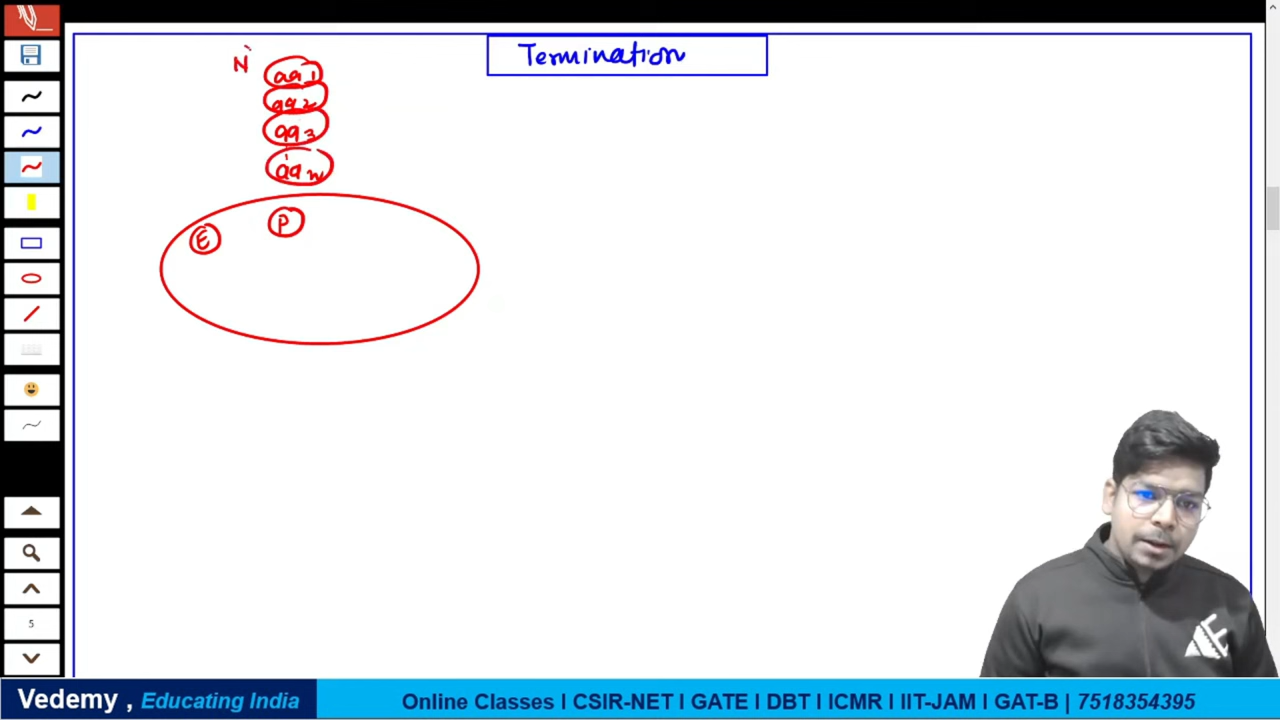 Termination
N
aa1
aa2
aa3
aan
E P
5
Vedemy , Educating India
Online Classes I CSIR-NET I GATE I DBT I ICMR I IIT-JAM I GAT-B | 7518354395